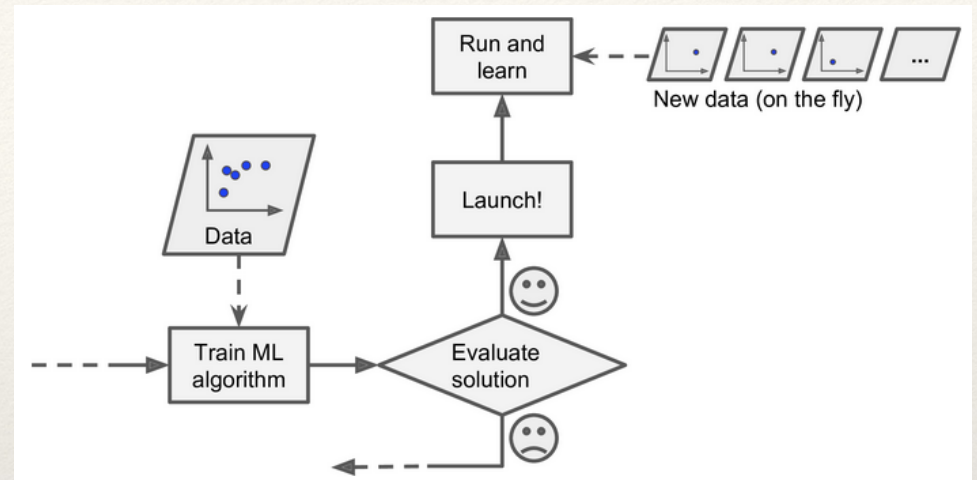 Run and
learn
...
New data (on the fly)
Launch!
Data
Train ML
algorithm
Evaluate
solution